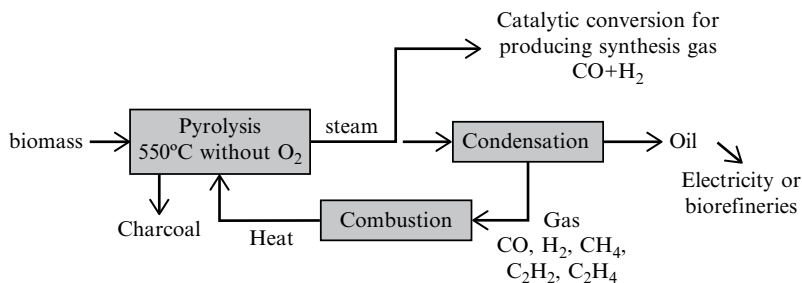 Catalytic conversion for
producing synthesis gas
CO+H₂
biomass
Pyrolysis
550ºC without O₂
steam
Condensation
Oil
Electricity or
biorefineries
Charcoal
Heat
Combustion
Gas
CO, H₂, CH₄,
C₂H₂, C₂H₄